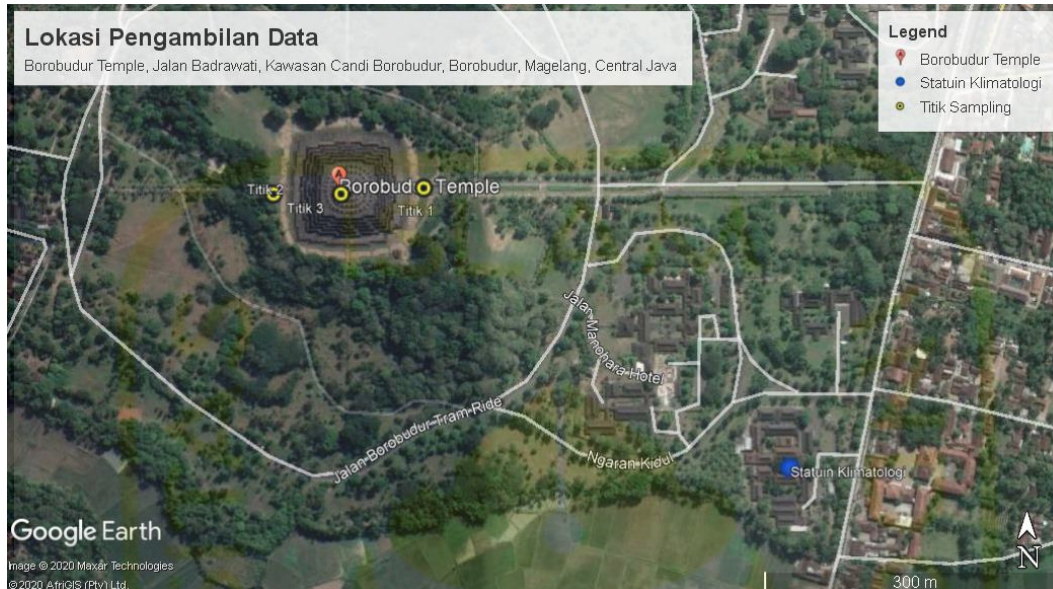 Lokasi Pengambilan Data
Borobudur Temple, Jalan Badrawati, Kawasan Candi Borobudur, Borobudur, Magelang, Central Java
Legend
Borobudur Temple
Statuin Klimatologi
Titik Sampling
A
Borobud Temple
Titik 2
Titik 3
Titik 1
Jalan Manohara Hotel
Jalan Borobudur Tram Ride
Ngaran Kidul
Statuin Klimatologi
Google Earth
Image © 2020 Maxar Technologies
© 2020 AfriGIS (Pty) Ltd.
N
300 m